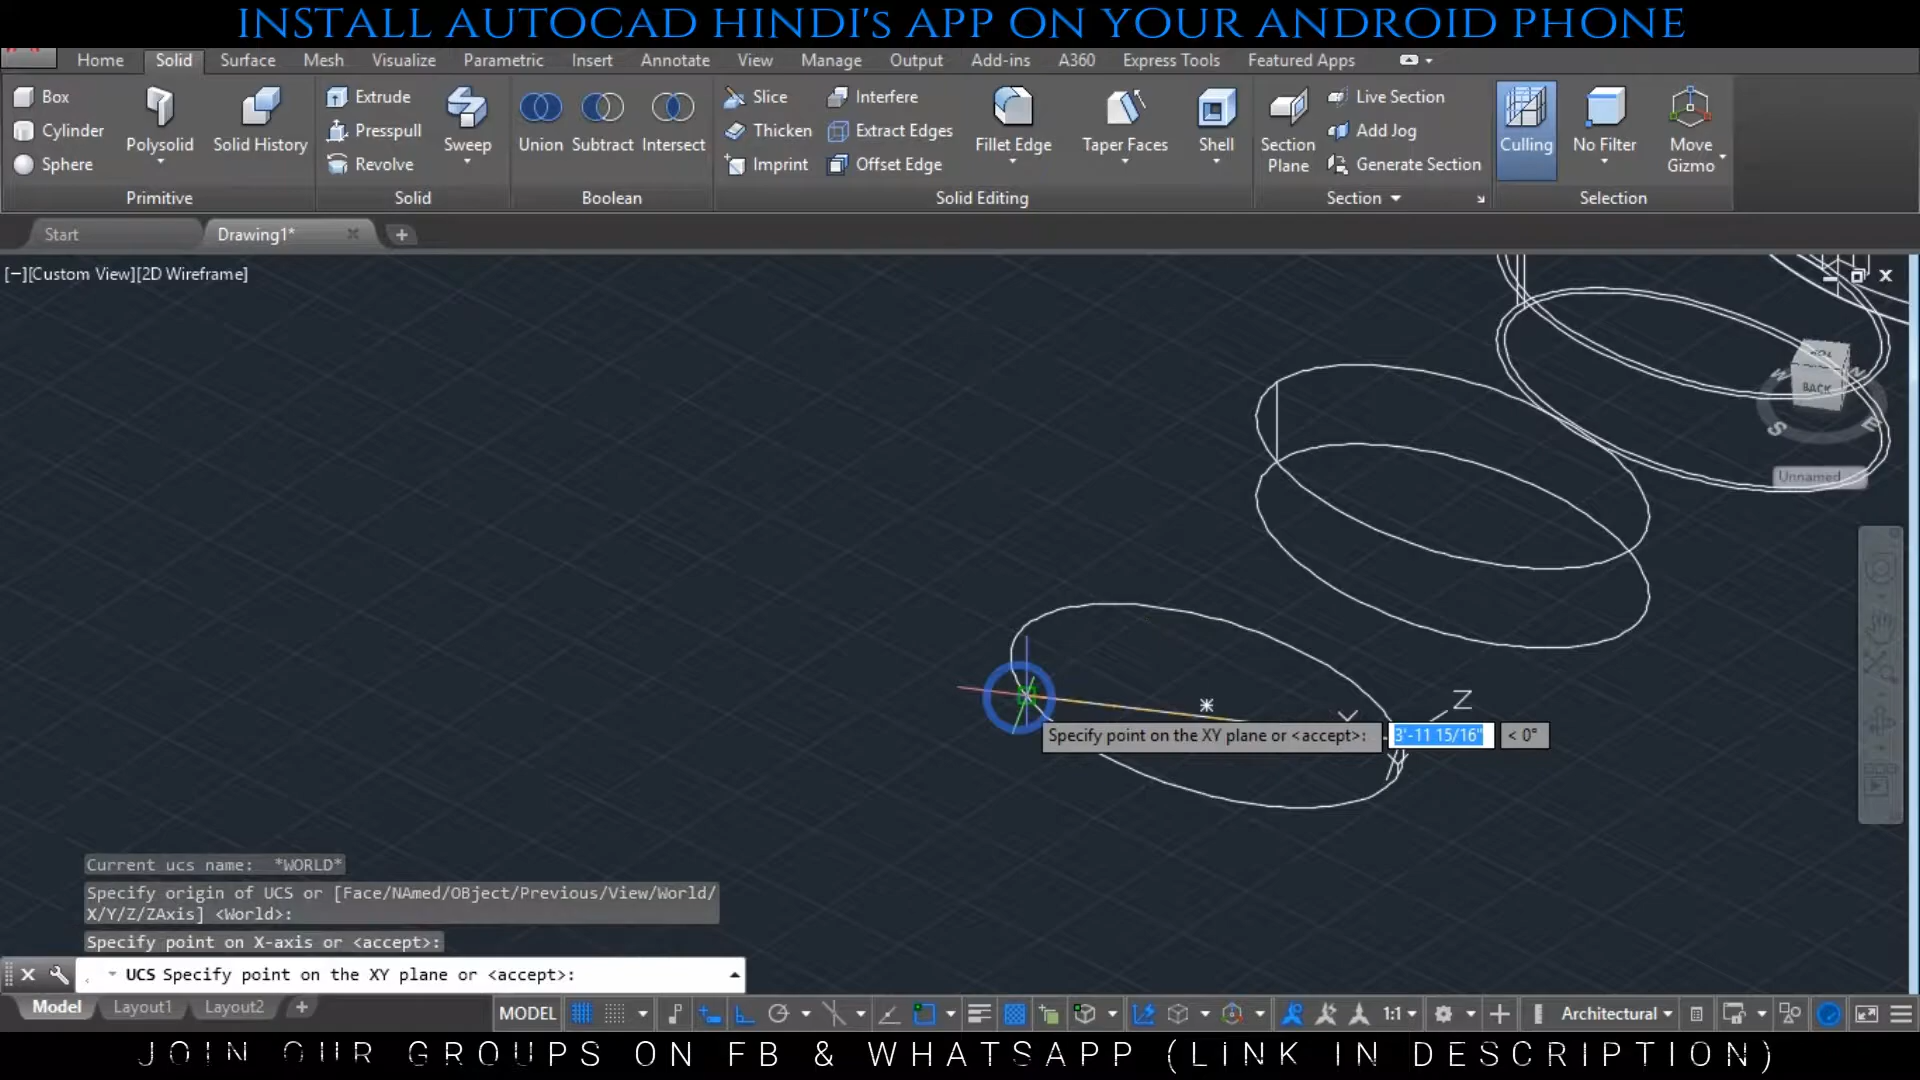 INSTALL AUTOCAD HINDI'S APP ON YOUR ANDROID PHONE
Home Solid Surface Mesh Visualize Parametric Insert Annotate View Manage Output Add-ins A360 Express Tools Featured Apps
Box Extrude Slice Interfere Live Section
Cylinder Presspull Thicken Extract Edges Add Jog
Sphere Revolve Imprint Offset Edge Generate Section
Polysolid Solid History Sweep Union Subtract Intersect Fillet Edge Taper Faces Shell Section Plane Culling No Filter Move Gizmo
Primitive Solid Boolean Solid Editing Section Selection
Start Drawing1* +
[−][Custom View][2D Wireframe]
BACK
W N
S E
Unnamed
Z
Specify point on the XY plane or <accept>: 3'-11 15/16" < 0°
Current ucs name: *WORLD*
Specify origin of UCS or [Face/NAmed/OBject/Previous/View/World/
X/Y/Z/ZAxis] <World>:
Specify point on X-axis or <accept>:
UCS Specify point on the XY plane or <accept>:
Model Layout1 Layout2 + MODEL 1:1 Architectural
JOIN OUR GROUPS ON FB & WHATSAPP (LINK IN DESCRIPTION)